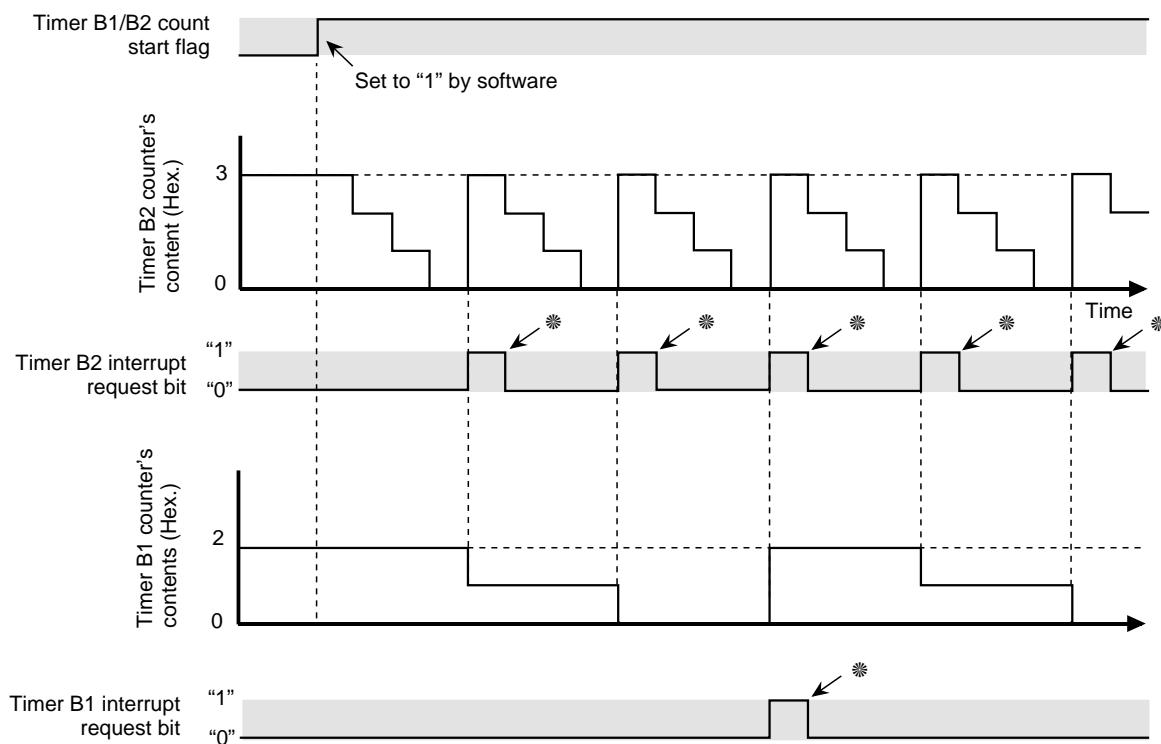 Timer B1/B2 count
start flag
Set to “1” by software
Timer B2 counter’s
content (Hex.)
3
0
Time
Timer B2 interrupt
request bit
“1”
“0”
❊
❊
❊
❊
❊
Timer B1 counter’s
contents (Hex.)
2
0
Timer B1 interrupt
request bit
“1”
“0”
❊